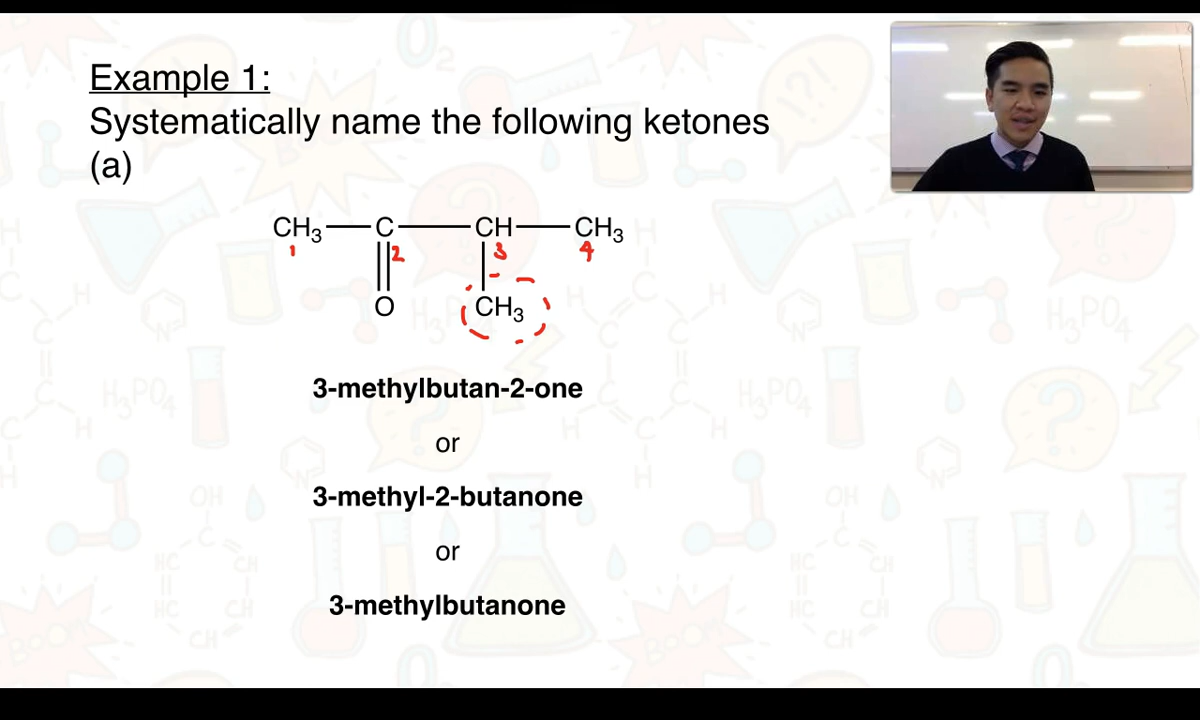 Example 1:
Systematically name the following ketones
(a)
CH₃ C CH CH₃
1 2 3 4
O CH₃
3-methylbutan-2-one
or
3-methyl-2-butanone
or
3-methylbutanone